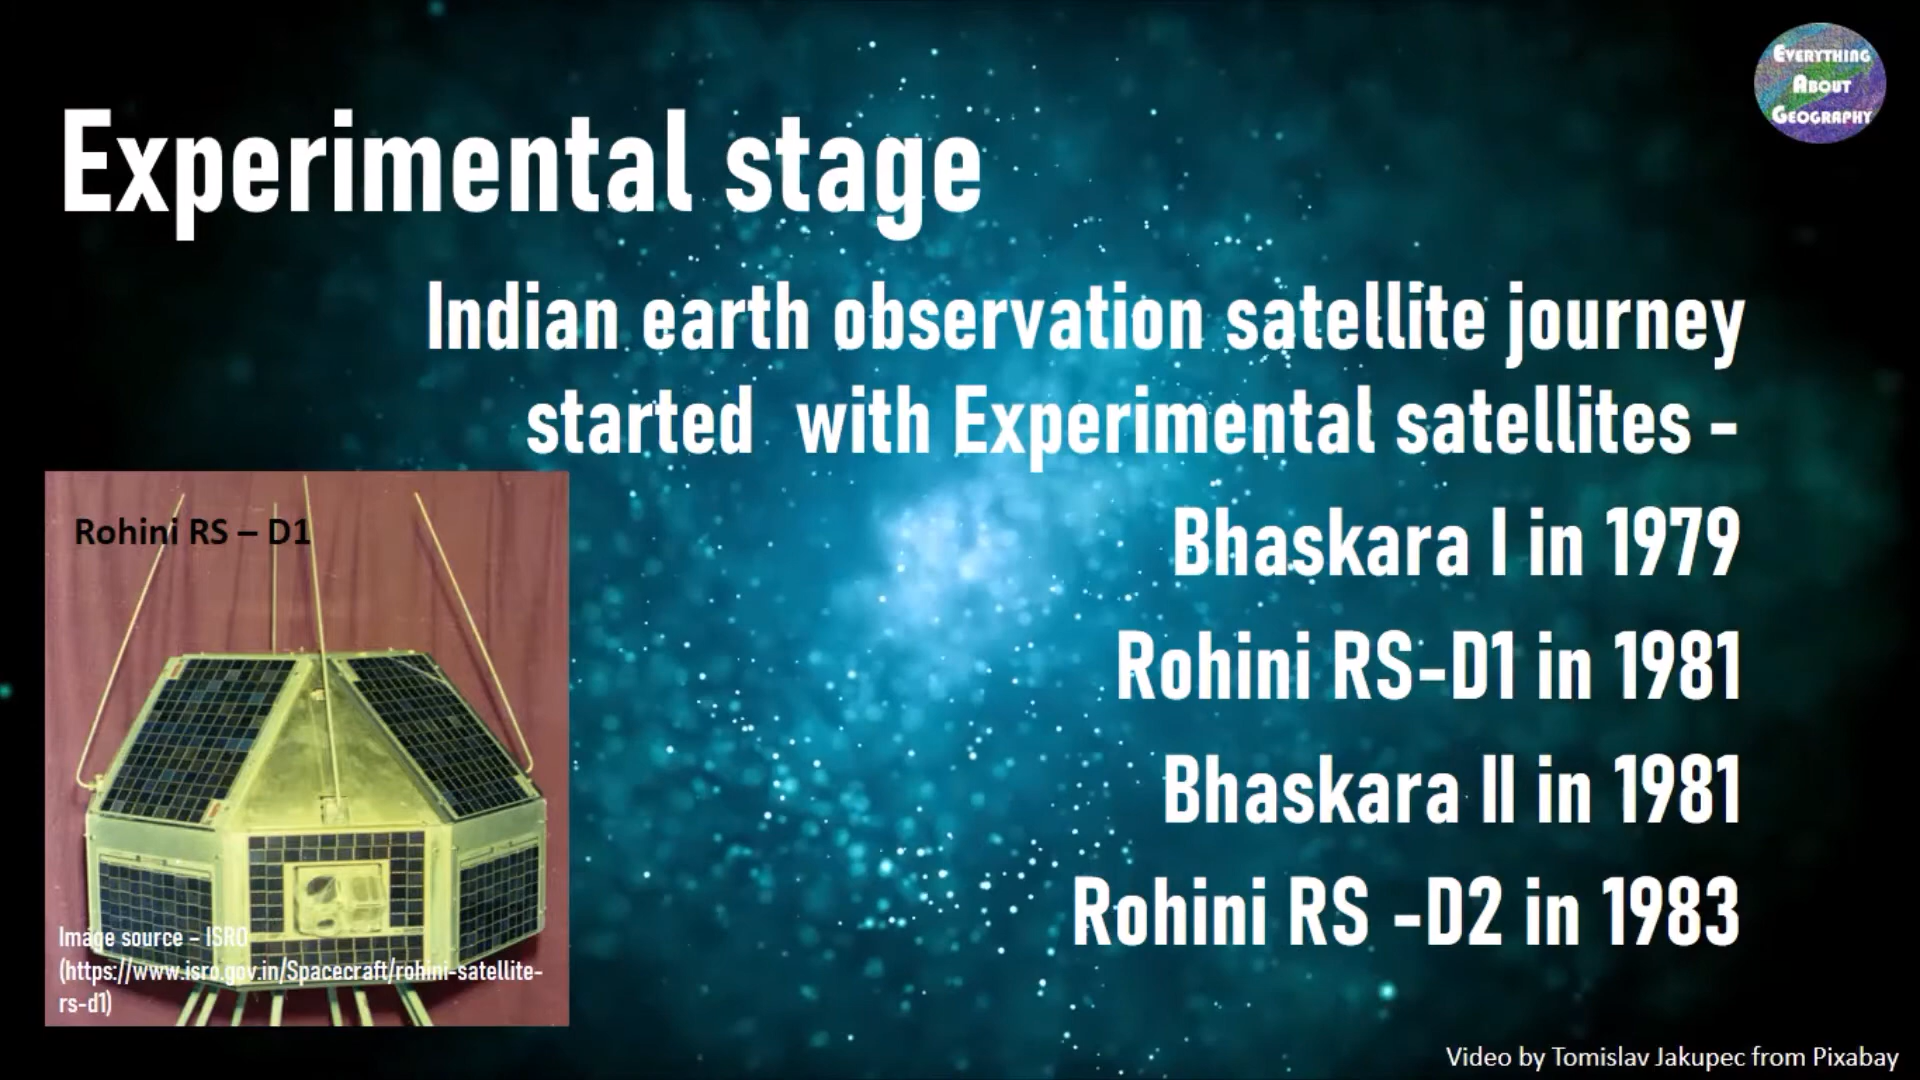 EVERYTHING
ABOUT
GEOGRAPHY
Experimental stage
Indian earth observation satellite journey
started with Experimental satellites -
Bhaskara I in 1979
Rohini RS-D1 in 1981
Bhaskara II in 1981
Rohini RS -D2 in 1983
Rohini RS – D1
Image source - ISRO
(https://www.isro.gov.in/Spacecraft/rohini-satellite-
rs-d1)
Video by Tomislav Jakupec from Pixabay